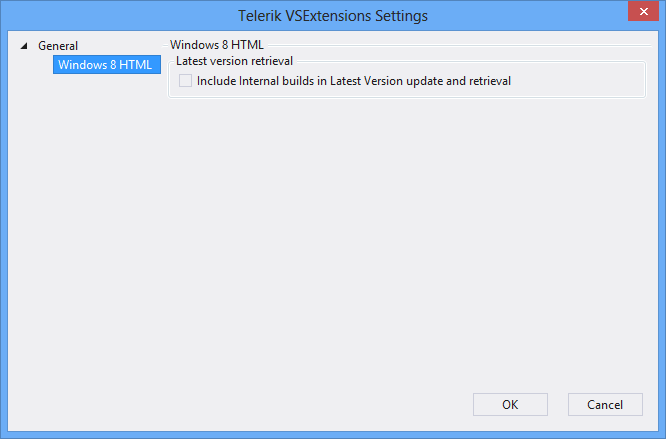 Telerik VSExtensions Settings
General
Windows 8 HTML
Windows 8 HTML
Latest version retrieval
Include Internal builds in Latest Version update and retrieval
OK
Cancel